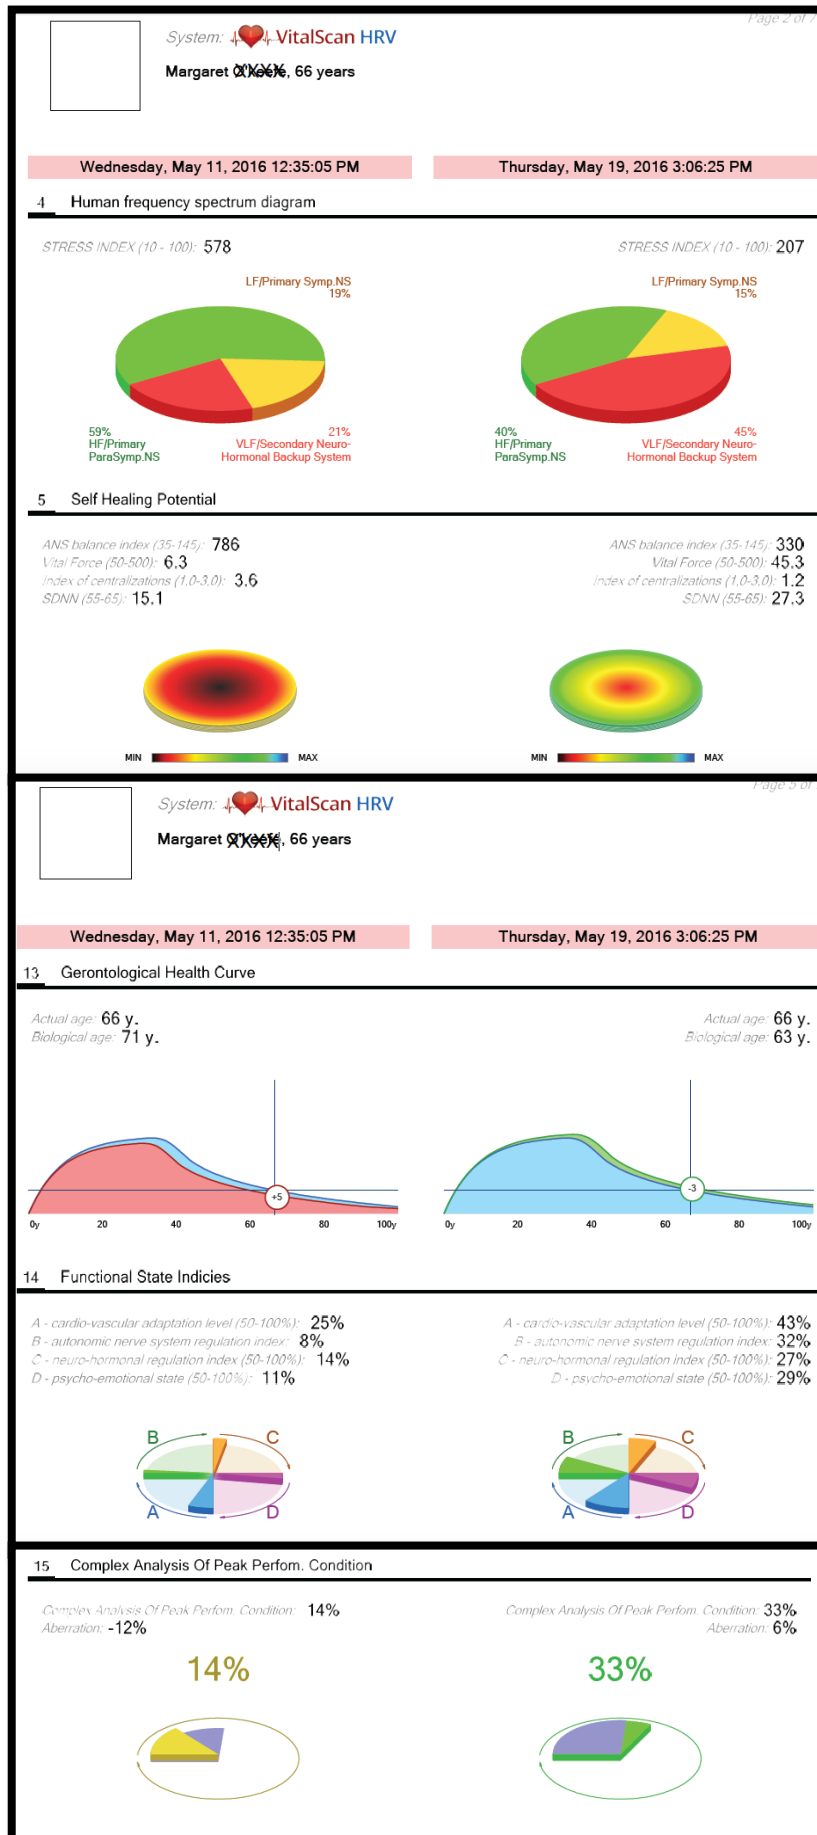 Page 2 of 7
System: VitalScan HRV
Margaret, 66 years
Wednesday, May 11, 2016 12:35:05 PM
Thursday, May 19, 2016 3:06:25 PM
4 Human frequency spectrum diagram
STRESS INDEX (10 - 100): 578
STRESS INDEX (10 - 100): 207
LF/Primary Symp.NS
19%
59%
HF/Primary
ParaSymp.NS
21%
VLF/Secondary Neuro-
Hormonal Backup System
LF/Primary Symp.NS
15%
40%
HF/Primary
ParaSymp.NS
45%
VLF/Secondary Neuro-
Hormonal Backup System
5 Self Healing Potential
ANS balance index (35-145): 786
Vital Force (50-500): 6.3
Index of centralizations (1,0-3,0): 3.6
SDNN (55-65): 15.1
ANS balance index (35-145): 330
Vital Force (50-500): 45.3
Index of centralizations (1,0-3,0): 1.2
SDNN (55-65): 27.3
MIN MAX
MIN MAX
Page 5 of
System: VitalScan HRV
Margaret, 66 years
Wednesday, May 11, 2016 12:35:05 PM
Thursday, May 19, 2016 3:06:25 PM
13 Gerontological Health Curve
Actual age: 66 y.
Biological age: 71 y.
Actual age: 66 y.
Biological age: 63 y.
+5
0y 20 40 60 80 100y
-3
0y 20 40 60 80 100y
14 Functional State Indicies
A - cardio-vascular adaptation level (50-100%): 25%
B - autonomic nerve system regulation index: 8%
C - neuro-hormonal regulation index (50-100%): 14%
D - psycho-emotional state (50-100%): 11%
A - cardio-vascular adaptation level (50-100%): 43%
B - autonomic nerve system regulation index: 32%
C - neuro-hormonal regulation index (50-100%): 27%
D - psycho-emotional state (50-100%): 29%
B C
A D
B C
A D
15 Complex Analysis Of Peak Perfom. Condition
Complex Analysis Of Peak Perfom. Condition: 14%
Aberration: -12%
Complex Analysis Of Peak Perfom. Condition: 33%
Aberration: 6%
14%
33%